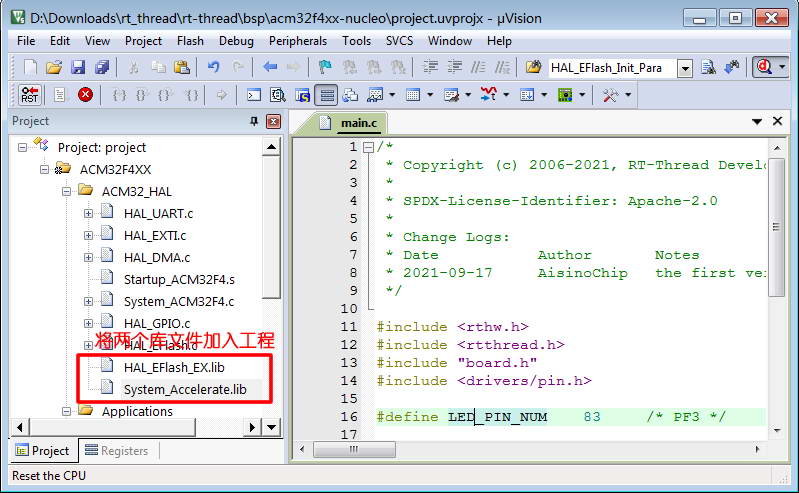 D:\Downloads\rt_thread\rt-thread\bsp\acm32f4xx-nucleo\project.uvprojx - µVision
File Edit View Project Flash Debug Peripherals Tools SVCS Window Help
HAL_EFlash_Init_Para
RST
Project
main.c
Project: project
ACM32F4XX
ACM32_HAL
HAL_UART.c
HAL_EXTI.c
HAL_DMA.c
Startup_ACM32F4.s
System_ACM32F4.c
HAL_GPIO.c
将两个库文件加入工程
HAL_EFlash.c
HAL_EFlash_EX.lib
System_Accelerate.lib
Applications
Project Registers
1 /*
2 * Copyright (c) 2006-2021, RT-Thread Develo
3 *
4 * SPDX-License-Identifier: Apache-2.0
5 *
6 * Change Logs:
7 * Date Author Notes
8 * 2021-09-17 AisinoChip the first ve
9 */
10
11 #include <rthw.h>
12 #include <rtthread.h>
13 #include "board.h"
14 #include <drivers/pin.h>
15
16 #define LED_PIN_NUM 83 /* PF3 */
17
Reset the CPU